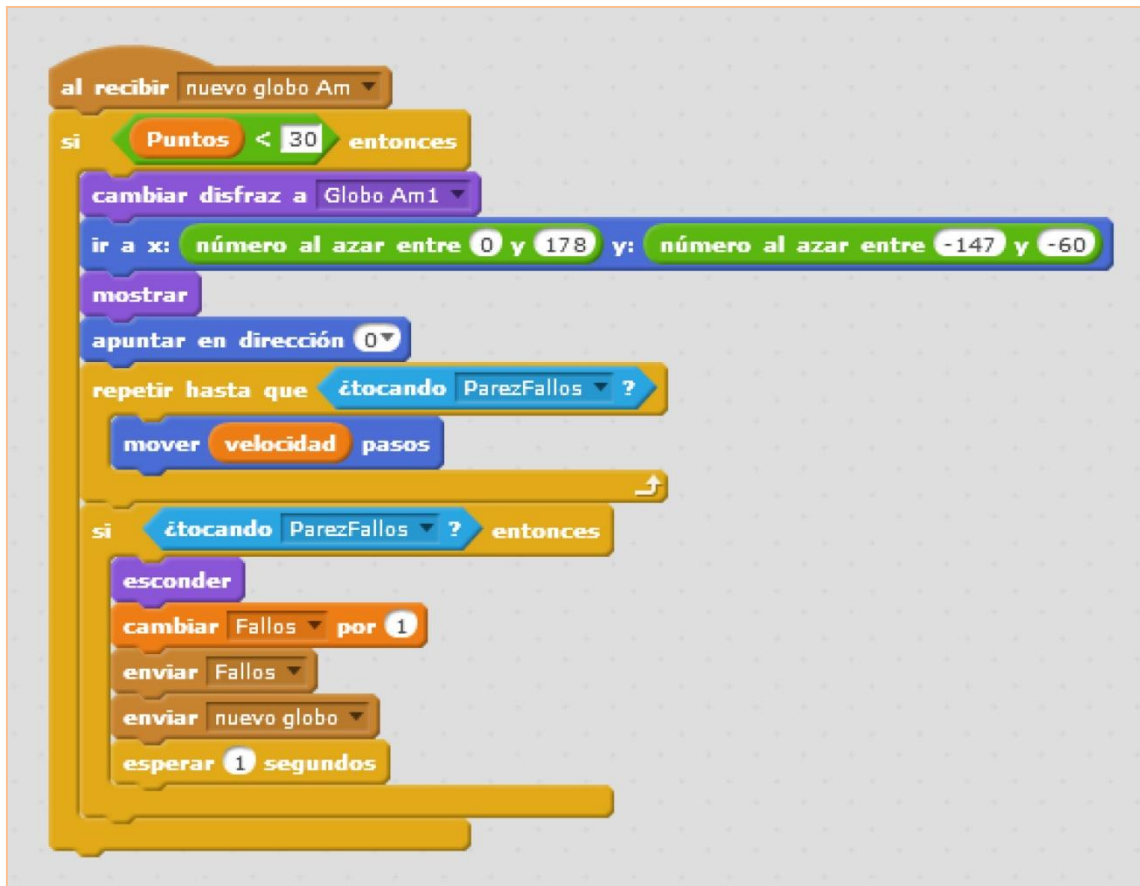 al recibir nuevo globo Am
si Puntos < 30 entonces
cambiar disfraz a Globo Am1
ir a x: número al azar entre 0 y 178 y: número al azar entre -147 y -60
mostrar
apuntar en dirección 0
repetir hasta que ¿tocando ParezFallos ?
mover velocidad pasos
si ¿tocando ParezFallos ? entonces
esconder
cambiar Fallos por 1
enviar Fallos
enviar nuevo globo
esperar 1 segundos